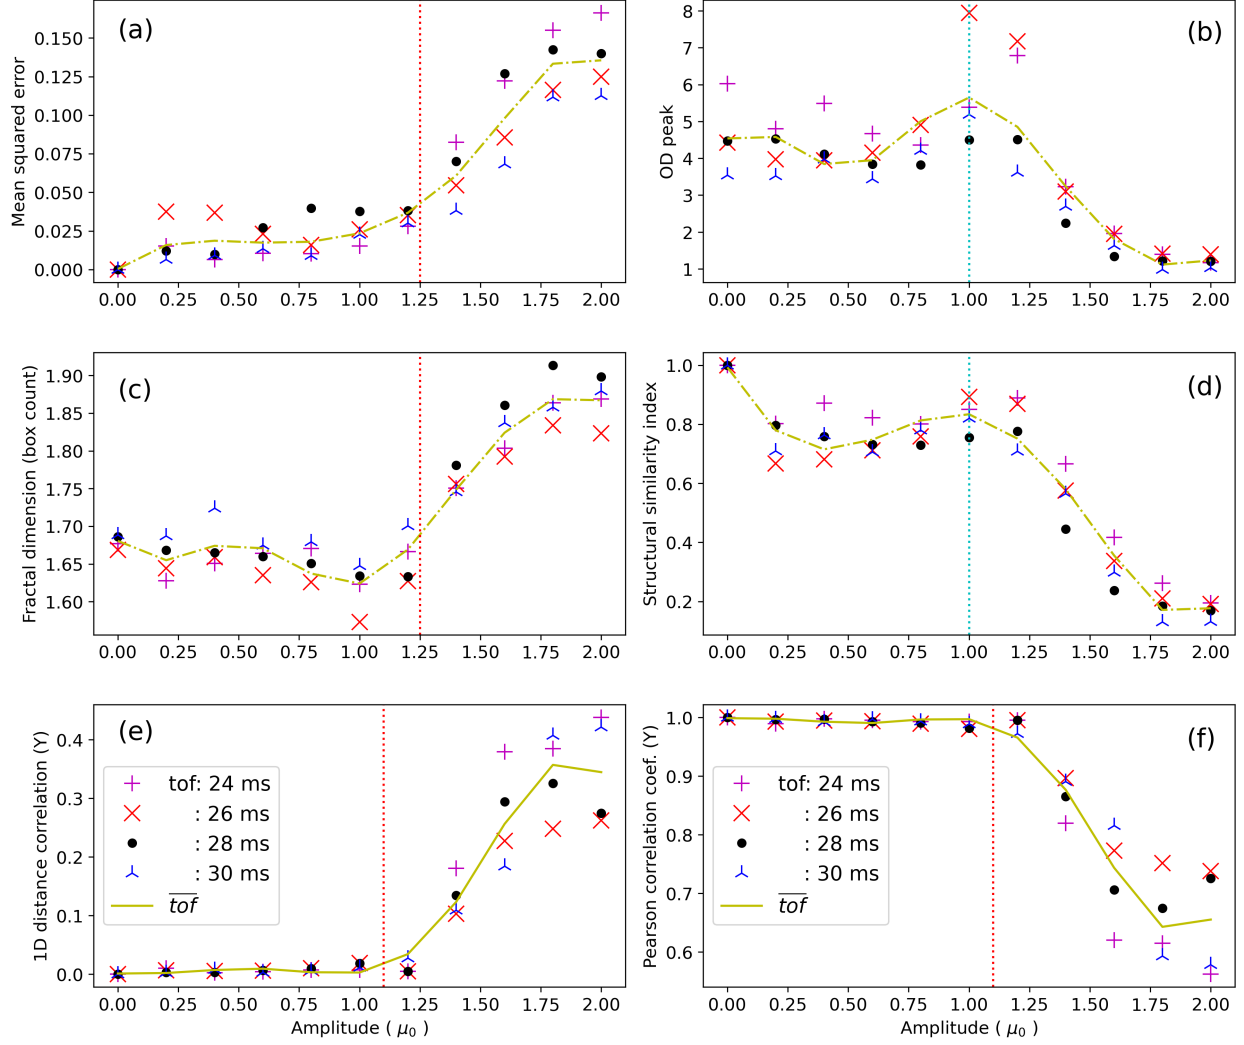 (a)
Mean squared error
0.150
0.125
0.100
0.075
0.050
0.025
0.000
0.00 0.25 0.50 0.75 1.00 1.25 1.50 1.75 2.00
(b)
OD peak
8
7
6
5
4
3
2
1
0.00 0.25 0.50 0.75 1.00 1.25 1.50 1.75 2.00
(c)
Fractal dimension (box count)
1.90
1.85
1.80
1.75
1.70
1.65
1.60
0.00 0.25 0.50 0.75 1.00 1.25 1.50 1.75 2.00
(d)
Structural similarity index
1.0
0.8
0.6
0.4
0.2
0.00 0.25 0.50 0.75 1.00 1.25 1.50 1.75 2.00
(e)
1D distance correlation (Y)
0.4
0.3
0.2
0.1
0.0
tof: 24 ms
: 26 ms
: 28 ms
: 30 ms
t̅o̅f̅
0.00 0.25 0.50 0.75 1.00 1.25 1.50 1.75 2.00
Amplitude ( μ₀ )
(f)
Pearson correlation coef. (Y)
1.0
0.9
0.8
0.7
0.6
tof: 24 ms
: 26 ms
: 28 ms
: 30 ms
t̅o̅f̅
0.00 0.25 0.50 0.75 1.00 1.25 1.50 1.75 2.00
Amplitude ( μ₀ )